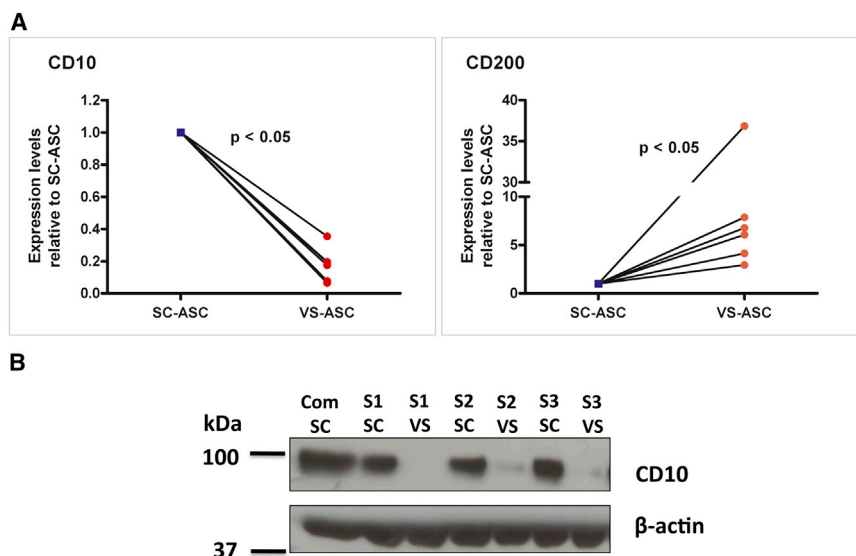 A
CD10
Expression levels
relative to SC-ASC
1.2
1.0
0.8
0.6
0.4
0.2
0.0
p < 0.05
SC-ASC VS-ASC
CD200
Expression levels
relative to SC-ASC
40
35
30
10
5
0
p < 0.05
SC-ASC VS-ASC
B
Com S1 S1 S2 S2 S3 S3
kDa SC SC VS SC VS SC VS
100
CD10
β-actin
37